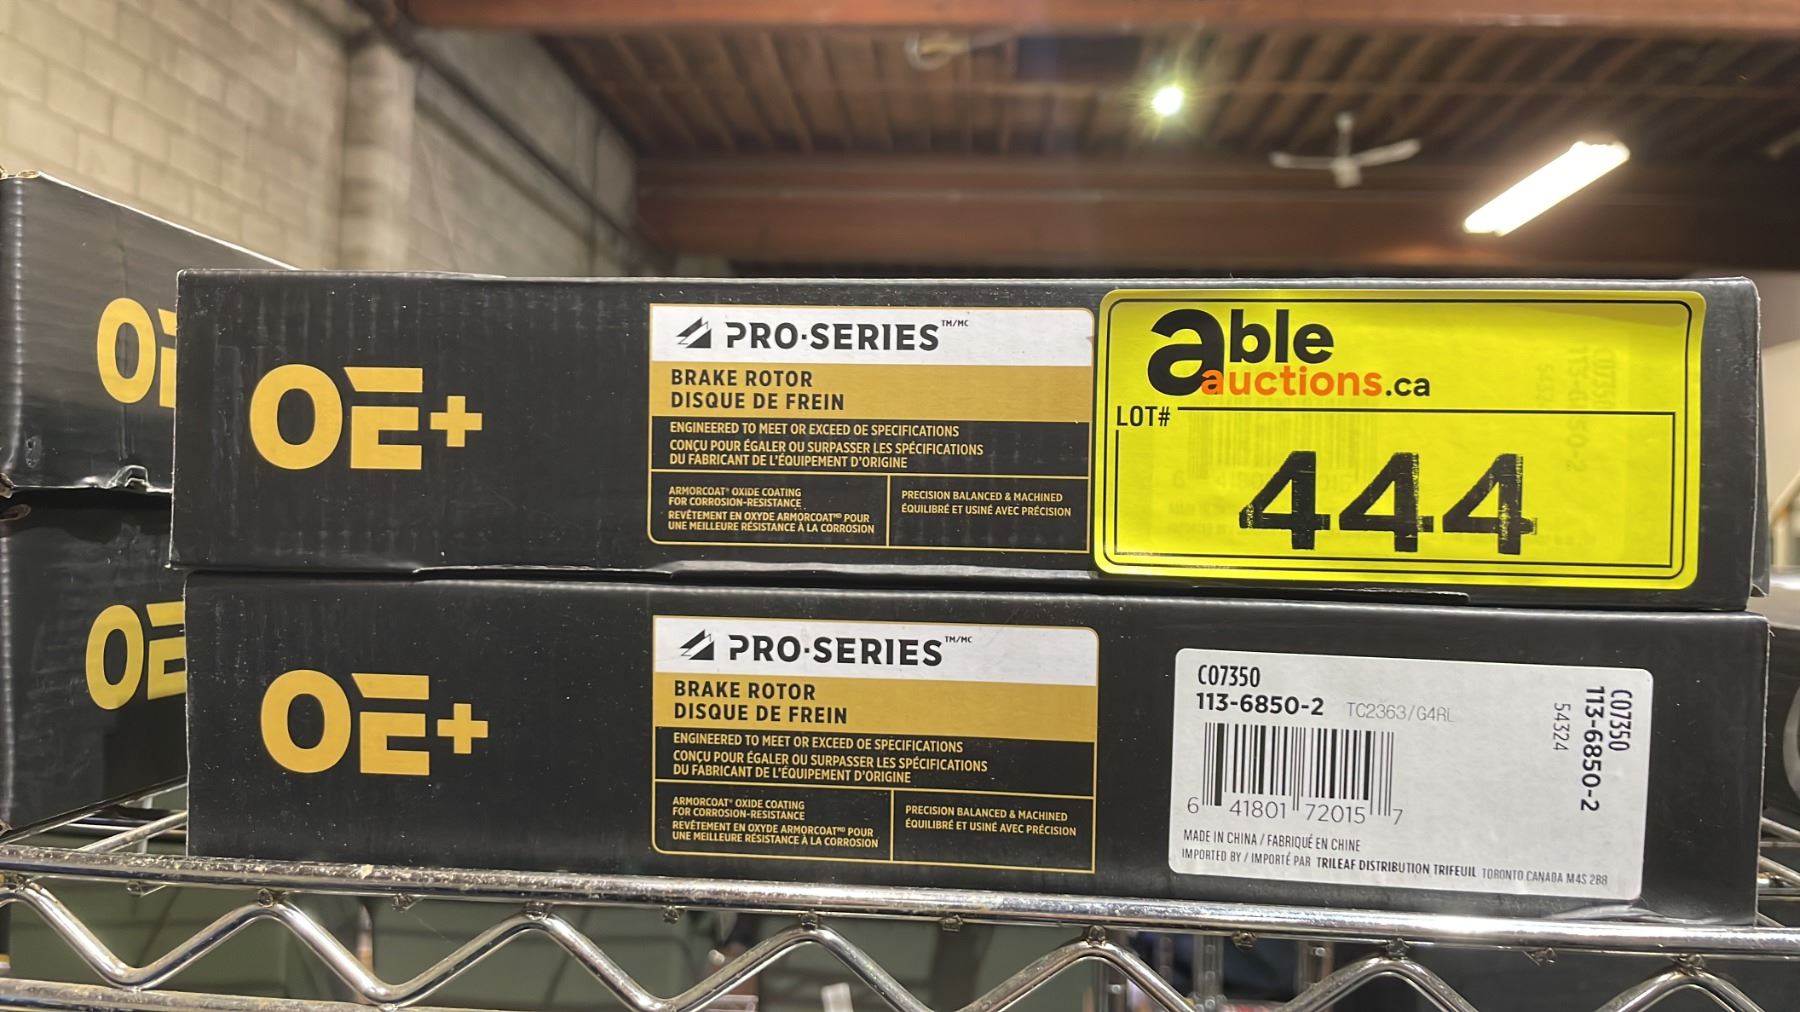 OE
OE+
PRO·SERIES™/MC
BRAKE ROTOR
DISQUE DE FREIN
ENGINEERED TO MEET OR EXCEED OE SPECIFICATIONS
CONÇU POUR ÉGALER OU SURPASSER LES SPÉCIFICATIONS
DU FABRICANT DE L'ÉQUIPEMENT D'ORIGINE
ARMORCOAT® OXIDE COATING
FOR CORROSION-RESISTANCE
REVÊTEMENT EN OXYDE ARMORCOAT MD POUR
UNE MEILLEURE RÉSISTANCE À LA CORROSION
PRECISION BALANCED & MACHINED
ÉQUILIBRÉ ET USINÉ AVEC PRÉCISION
able
auctions.ca
LOT#
444
OE
OE+
PRO·SERIES™/MC
BRAKE ROTOR
DISQUE DE FREIN
ENGINEERED TO MEET OR EXCEED OE SPECIFICATIONS
CONÇU POUR ÉGALER OU SURPASSER LES SPÉCIFICATIONS
DU FABRICANT DE L'ÉQUIPEMENT D'ORIGINE
ARMORCOAT® OXIDE COATING
FOR CORROSION-RESISTANCE
REVÊTEMENT EN OXYDE ARMORCOAT MD POUR
UNE MEILLEURE RÉSISTANCE À LA CORROSION
PRECISION BALANCED & MACHINED
ÉQUILIBRÉ ET USINÉ AVEC PRÉCISION
C07350
113-6850-2 TC2363/G4RL
6 41801 72015 7
MADE IN CHINA / FABRIQUÉ EN CHINE
IMPORTED BY / IMPORTÉ PAR TRILEAF DISTRIBUTION TRIFEUIL TORONTO CANADA M4S 2B8
C07350
113-6850-2
54324